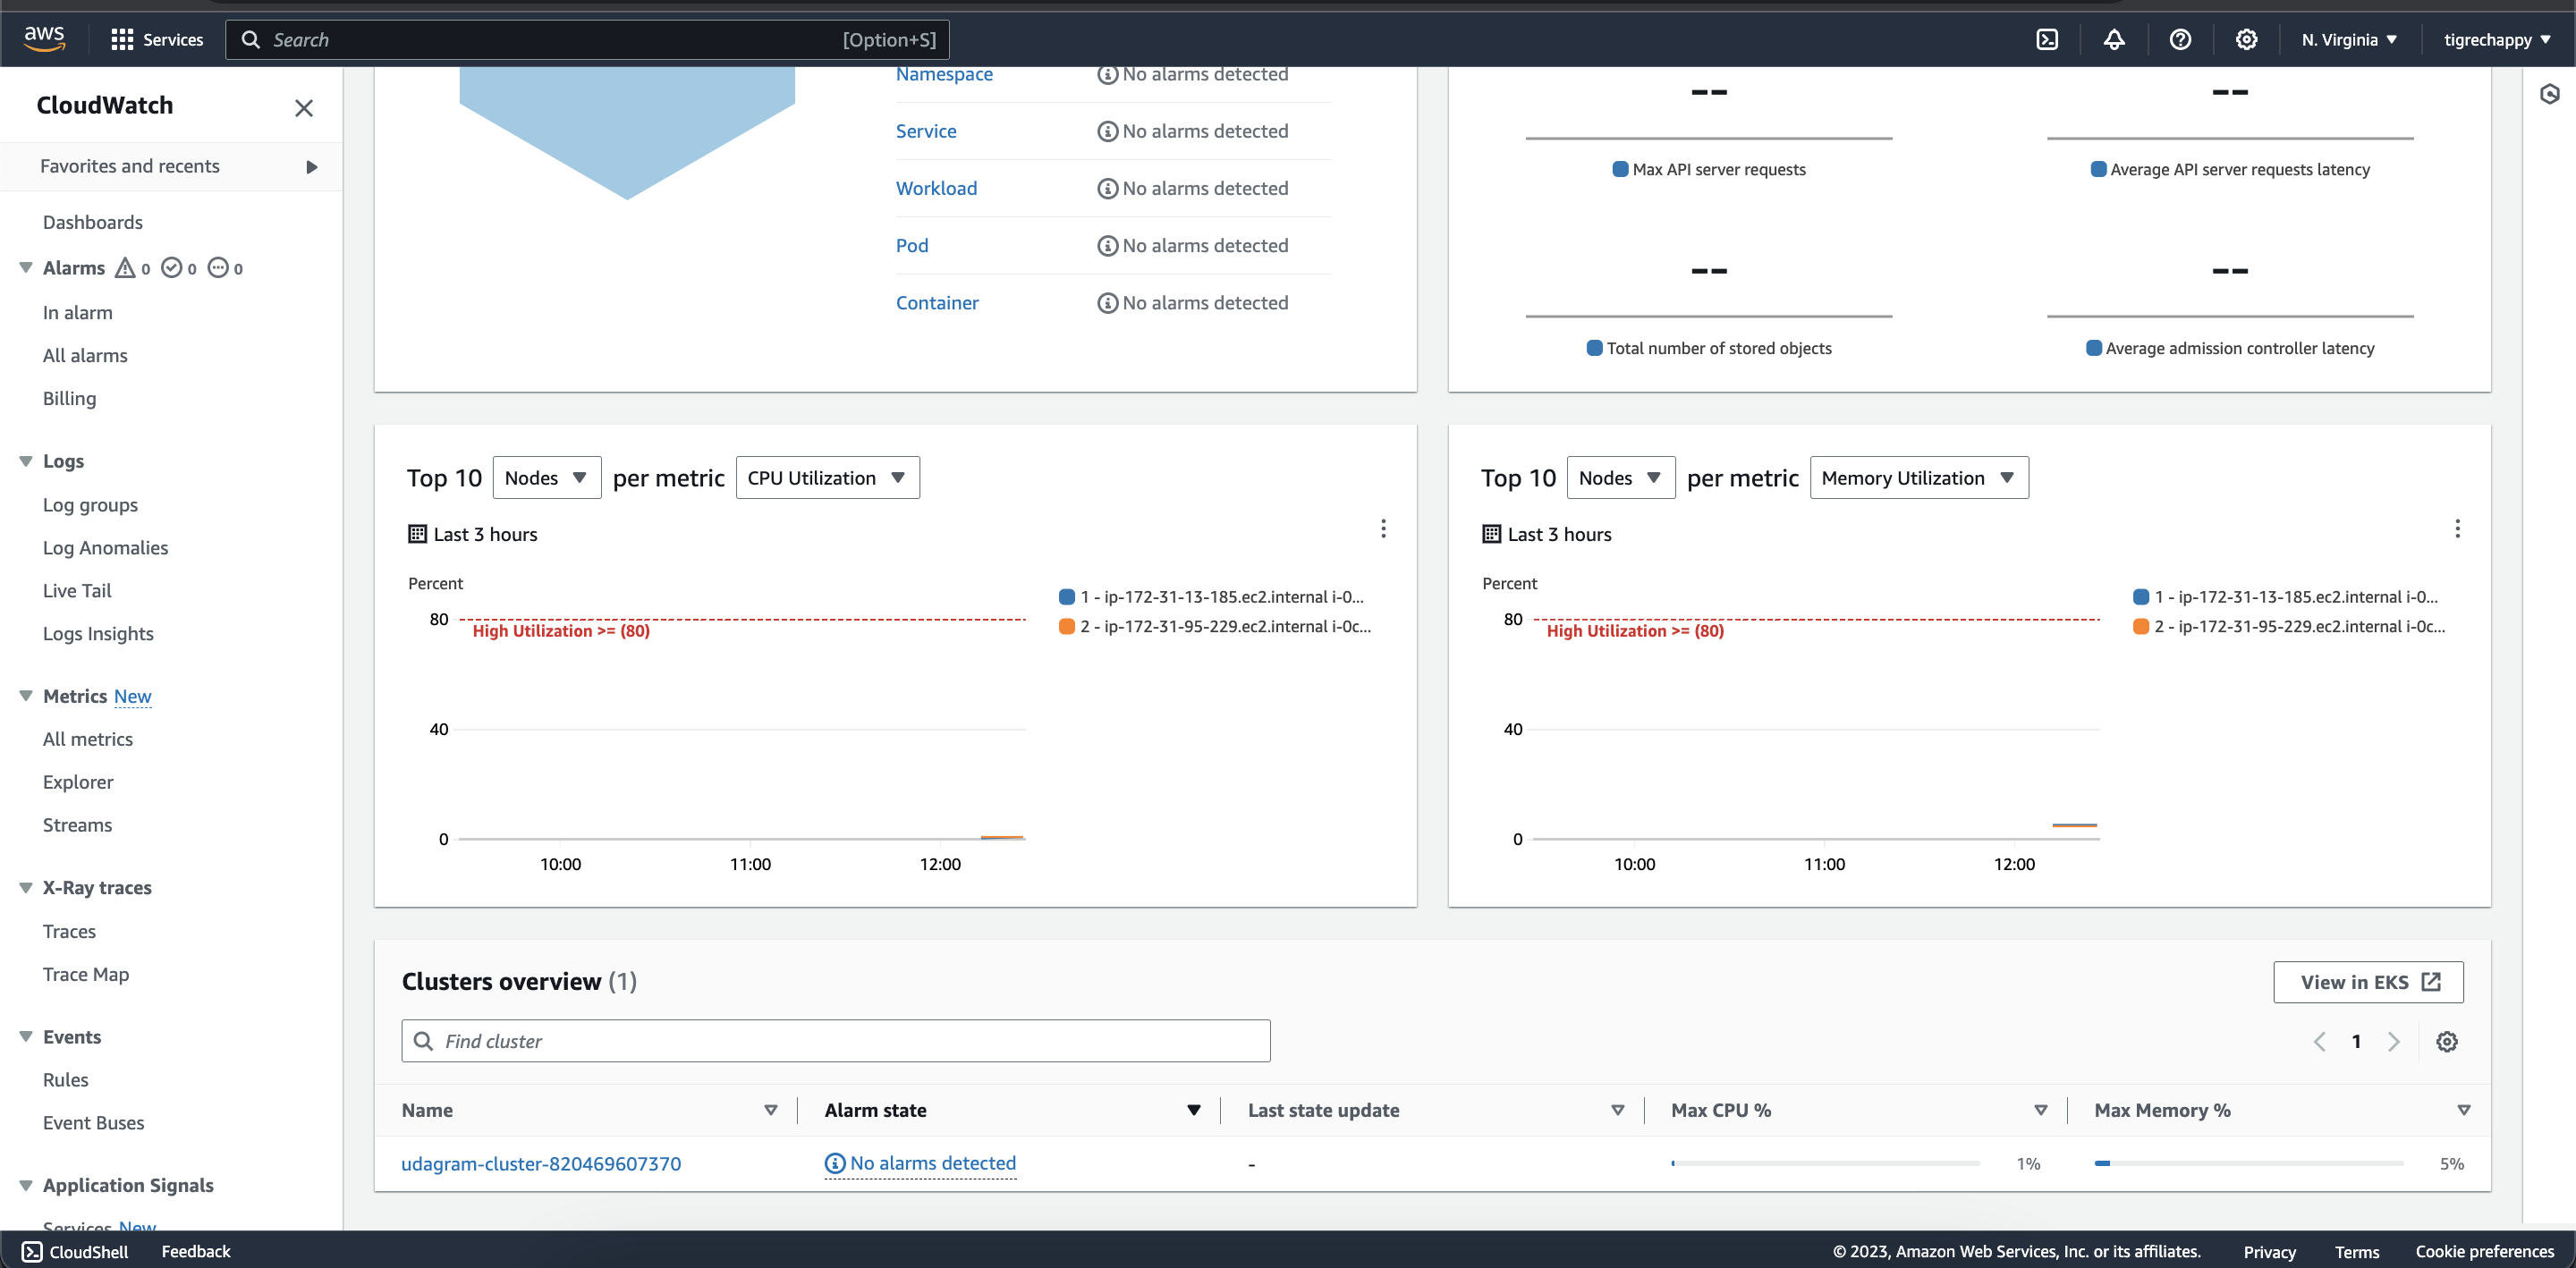 aws
Services
Search
[Option+S]
N. Virginia
tigrechappy
CloudWatch
Favorites and recents
Dashboards
Alarms 0 0 0
In alarm
All alarms
Billing
Logs
Log groups
Log Anomalies
Live Tail
Logs Insights
Metrics New
All metrics
Explorer
Streams
X-Ray traces
Traces
Trace Map
Events
Rules
Event Buses
Application Signals
Services New
Namespace No alarms detected
Service No alarms detected
Workload No alarms detected
Pod No alarms detected
Container No alarms detected
-- --
Max API server requests
Average API server requests latency
-- --
Total number of stored objects
Average admission controller latency
Top 10 Nodes per metric CPU Utilization
Last 3 hours
Percent
80
High Utilization >= (80)
40
0
10:00 11:00 12:00
1 - ip-172-31-13-185.ec2.internal i-0...
2 - ip-172-31-95-229.ec2.internal i-0c...
Top 10 Nodes per metric Memory Utilization
Last 3 hours
Percent
80
High Utilization >= (80)
40
0
10:00 11:00 12:00
1 - ip-172-31-13-185.ec2.internal i-0...
2 - ip-172-31-95-229.ec2.internal i-0c...
Clusters overview (1)
View in EKS
Find cluster
1
Name Alarm state Last state update Max CPU % Max Memory %
udagram-cluster-820469607370 No alarms detected - 1% 5%
CloudShell Feedback
© 2023, Amazon Web Services, Inc. or its affiliates. Privacy Terms Cookie preferences